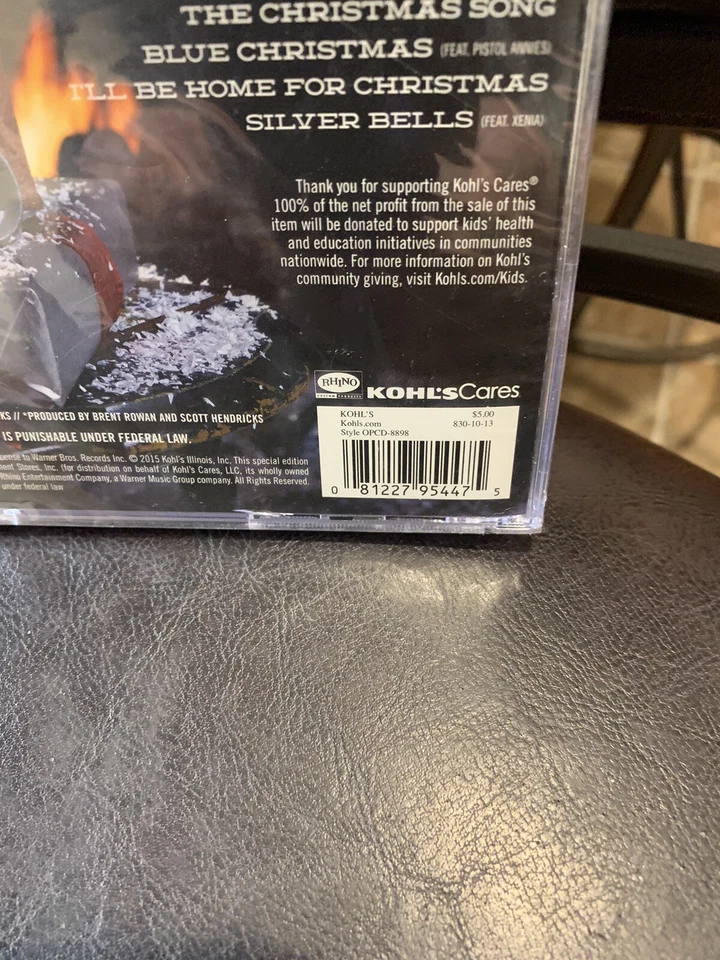 THE CHRISTMAS SONG
BLUE CHRISTMAS (FEAT. PISTOL ANNIES)
I'LL BE HOME FOR CHRISTMAS
SILVER BELLS (FEAT. XENIA)
Thank you for supporting Kohl's Cares®
100% of the net profit from the sale of this
item will be donated to support kids' health
and education initiatives in communities
nationwide. For more information on Kohl's
community giving, visit Kohls.com/Kids.
RHINO
KOHL'S Cares
KS // *PRODUCED BY BRENT ROWAN AND SCOTT HENDRICKS
IS PUNISHABLE UNDER FEDERAL LAW.
to Warner Bros. Records Inc. © 2015 Kohl's Illinois, Inc. This special edition
Stores, Inc. (for distribution on behalf of Kohl's Cares, LLC, its wholly owned
Rhino Entertainment Company, a Warner Music Group company. All Rights Reserved.
under federal law
KOHL'S $5.00
Kohls.com 830-10-13
Style OPCD-8898
0 81227 95447 5